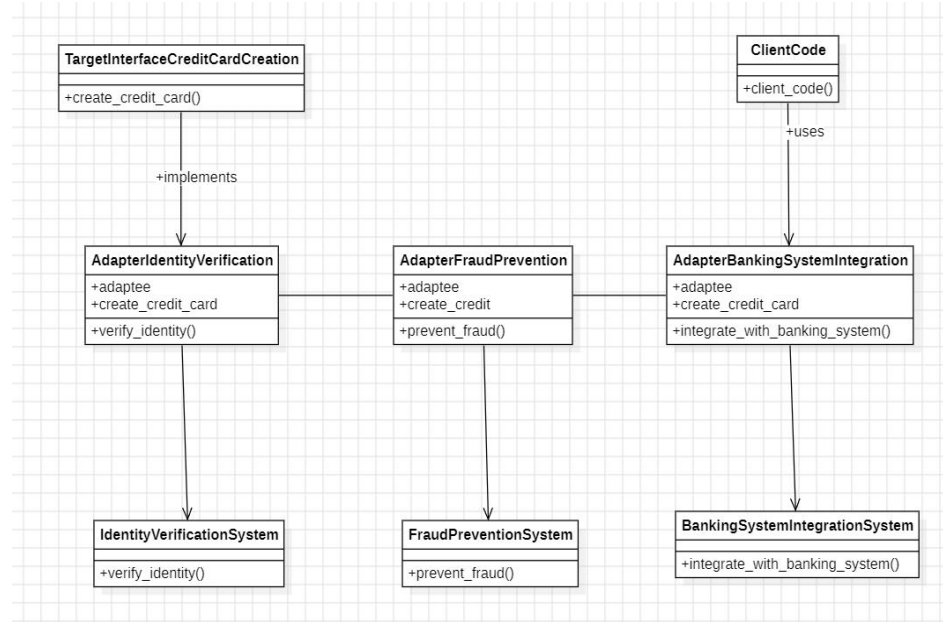 TargetInterfaceCreditCardCreation
+create_credit_card()
ClientCode
+client_code()
+uses
+implements
AdapterIdentityVerification
+adaptee
+create_credit_card
+verify_identity()
AdapterFraudPrevention
+adaptee
+create_credit
+prevent_fraud()
AdapterBankingSystemIntegration
+adaptee
+create_credit_card
+integrate_with_banking_system()
IdentityVerificationSystem
+verify_identity()
FraudPreventionSystem
+prevent_fraud()
BankingSystemIntegrationSystem
+integrate_with_banking_system()